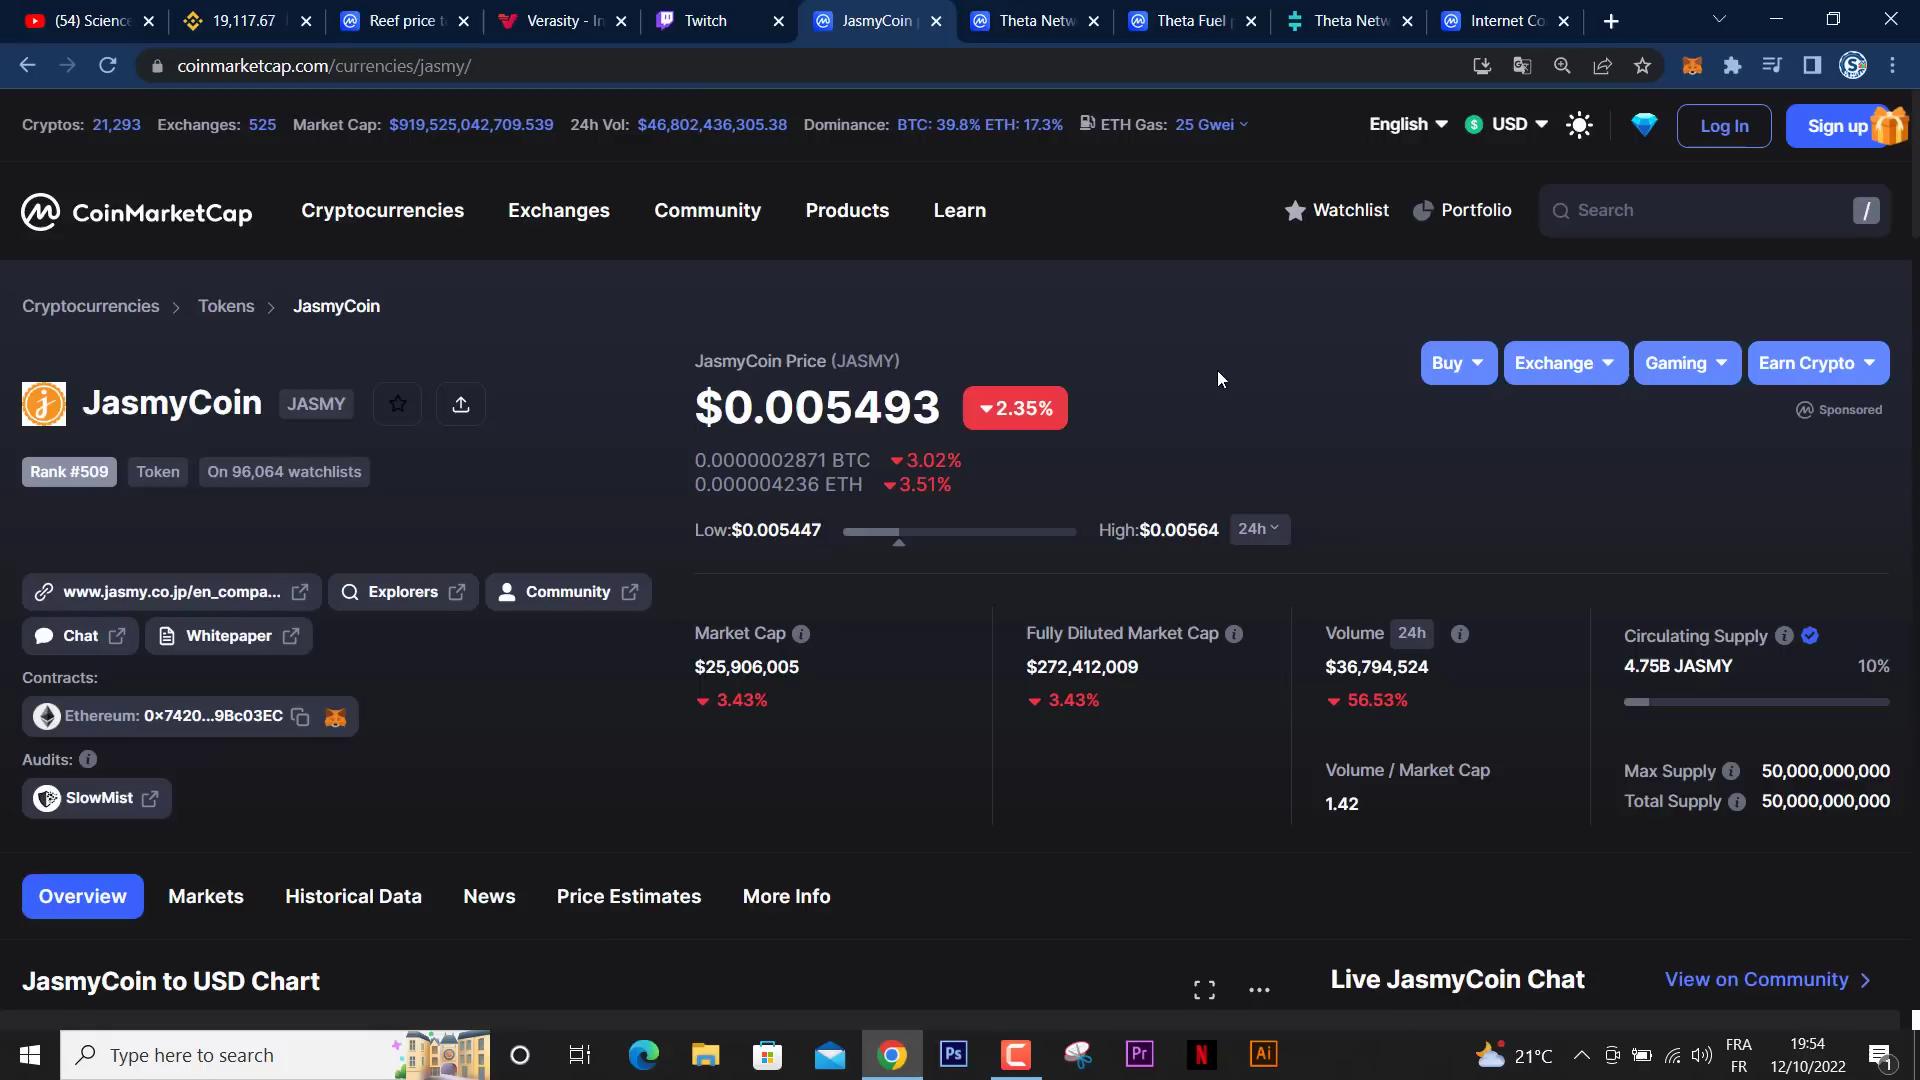 (54) Science
19,117.67
Reef price to
Verasity - In
Twitch
JasmyCoin p
Theta Netw
Theta Fuel p
Theta Netw
Internet Co
coinmarketcap.com/currencies/jasmy/
Cryptos: 21,293 Exchanges: 525 Market Cap: $919,525,042,709.539 24h Vol: $46,802,436,305.38 Dominance: BTC: 39.8% ETH: 17.3% ETH Gas: 25 Gwei
English $ USD Log In Sign up
CoinMarketCap Cryptocurrencies Exchanges Community Products Learn Watchlist Portfolio Search /
Cryptocurrencies > Tokens > JasmyCoin
JasmyCoin JASMY
Rank #509 Token On 96,064 watchlists
www.jasmy.co.jp/en_compa... Explorers Community
Chat Whitepaper
Contracts:
Ethereum: 0x7420...9Bc03EC
Audits:
SlowMist
JasmyCoin Price (JASMY)
$0.005493 2.35%
0.0000002871 BTC 3.02%
0.000004236 ETH 3.51%
Low:$0.005447 High:$0.00564 24h
Buy Exchange Gaming Earn Crypto
Sponsored
Market Cap
$25,906,005
3.43%
Fully Diluted Market Cap
$272,412,009
3.43%
Volume 24h
$36,794,524
56.53%
Volume / Market Cap
1.42
Circulating Supply
4.75B JASMY 10%
Max Supply 50,000,000,000
Total Supply 50,000,000,000
Overview Markets Historical Data News Price Estimates More Info
JasmyCoin to USD Chart
Live JasmyCoin Chat View on Community >
Type here to search
Ps
Pr
N
Ai
21°C
FRA
FR
19:54
12/10/2022
1